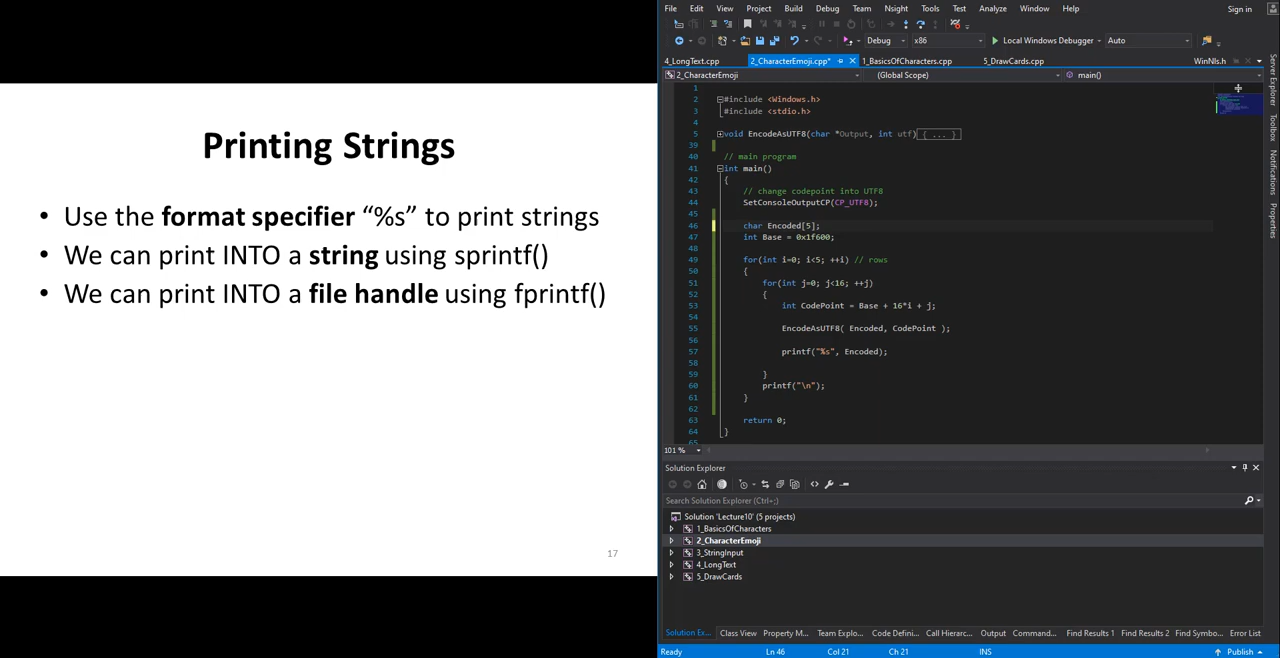 Printing Strings
• Use the format specifier “%s” to print strings
• We can print INTO a string using sprintf()
• We can print INTO a file handle using fprintf()
17
File Edit View Project Build Debug Team Nsight Tools Test Analyze Window Help Sign in
Debug x86 Local Windows Debugger Auto
4_LongText.cpp 2_CharacterEmoji.cpp* 1_BasicsOfCharacters.cpp 5_DrawCards.cpp WinNls.h
2_CharacterEmoji (Global Scope) main()
1
2 #include <Windows.h>
3 #include <stdio.h>
4
5 void EncodeAsUTF8(char *Output, int utf){ ... }
39
40 // main program
41 int main()
42 {
43 // change codepoint into UTF8
44 SetConsoleOutputCP(CP_UTF8);
45
46 char Encoded[5];
47 int Base = 0x1f600;
48
49 for(int i=0; i<5; ++i) // rows
50 {
51 for(int j=0; j<16; ++j)
52 {
53 int CodePoint = Base + 16*i + j;
54
55 EncodeAsUTF8( Encoded, CodePoint );
56
57 printf("%s", Encoded);
58
59 }
60 printf("\n");
61 }
62
63 return 0;
64 }
65
101 %
Solution Explorer
Search Solution Explorer (Ctrl+;)
Solution 'Lecture10' (5 projects)
1_BasicsOfCharacters
2_CharacterEmoji
3_StringInput
4_LongText
5_DrawCards
Solution Ex... Class View Property M... Team Explo... Code Defini... Call Hierarc... Output Command... Find Results 1 Find Results 2 Find Symbo... Error List
Ready Ln 46 Col 21 Ch 21 INS Publish
Server Explorer
Toolbox
Notifications
Properties